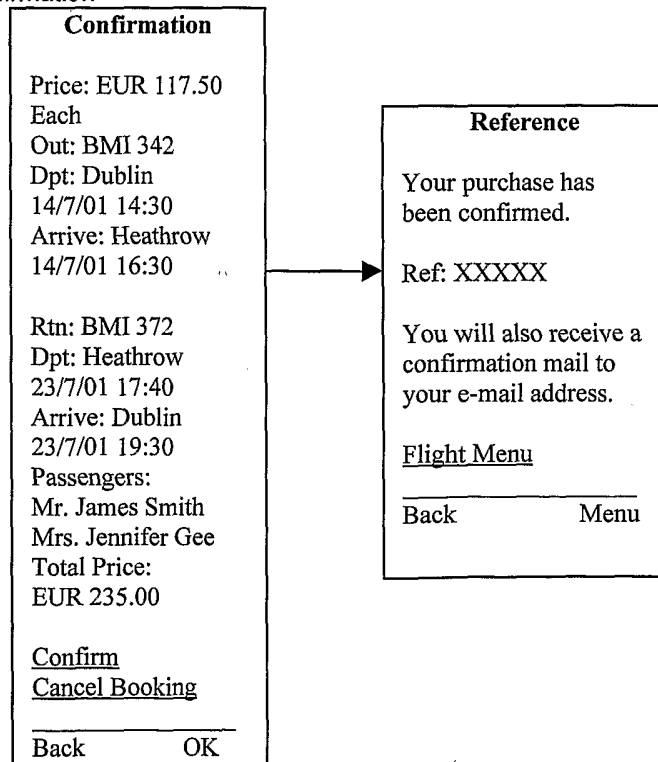 Confirmation
Price: EUR 117.50
Each
Out: BMI 342
Dpt: Dublin
14/7/01 14:30
Arrive: Heathrow
14/7/01 16:30
Rtn: BMI 372
Dpt: Heathrow
23/7/01 17:40
Arrive: Dublin
23/7/01 19:30
Passengers:
Mr. James Smith
Mrs. Jennifer Gee
Total Price:
EUR 235.00
Confirm
Cancel Booking
Back OK
Reference
Your purchase has
been confirmed.
Ref: XXXXX
You will also receive a
confirmation mail to
your e-mail address.
Flight Menu
Back Menu